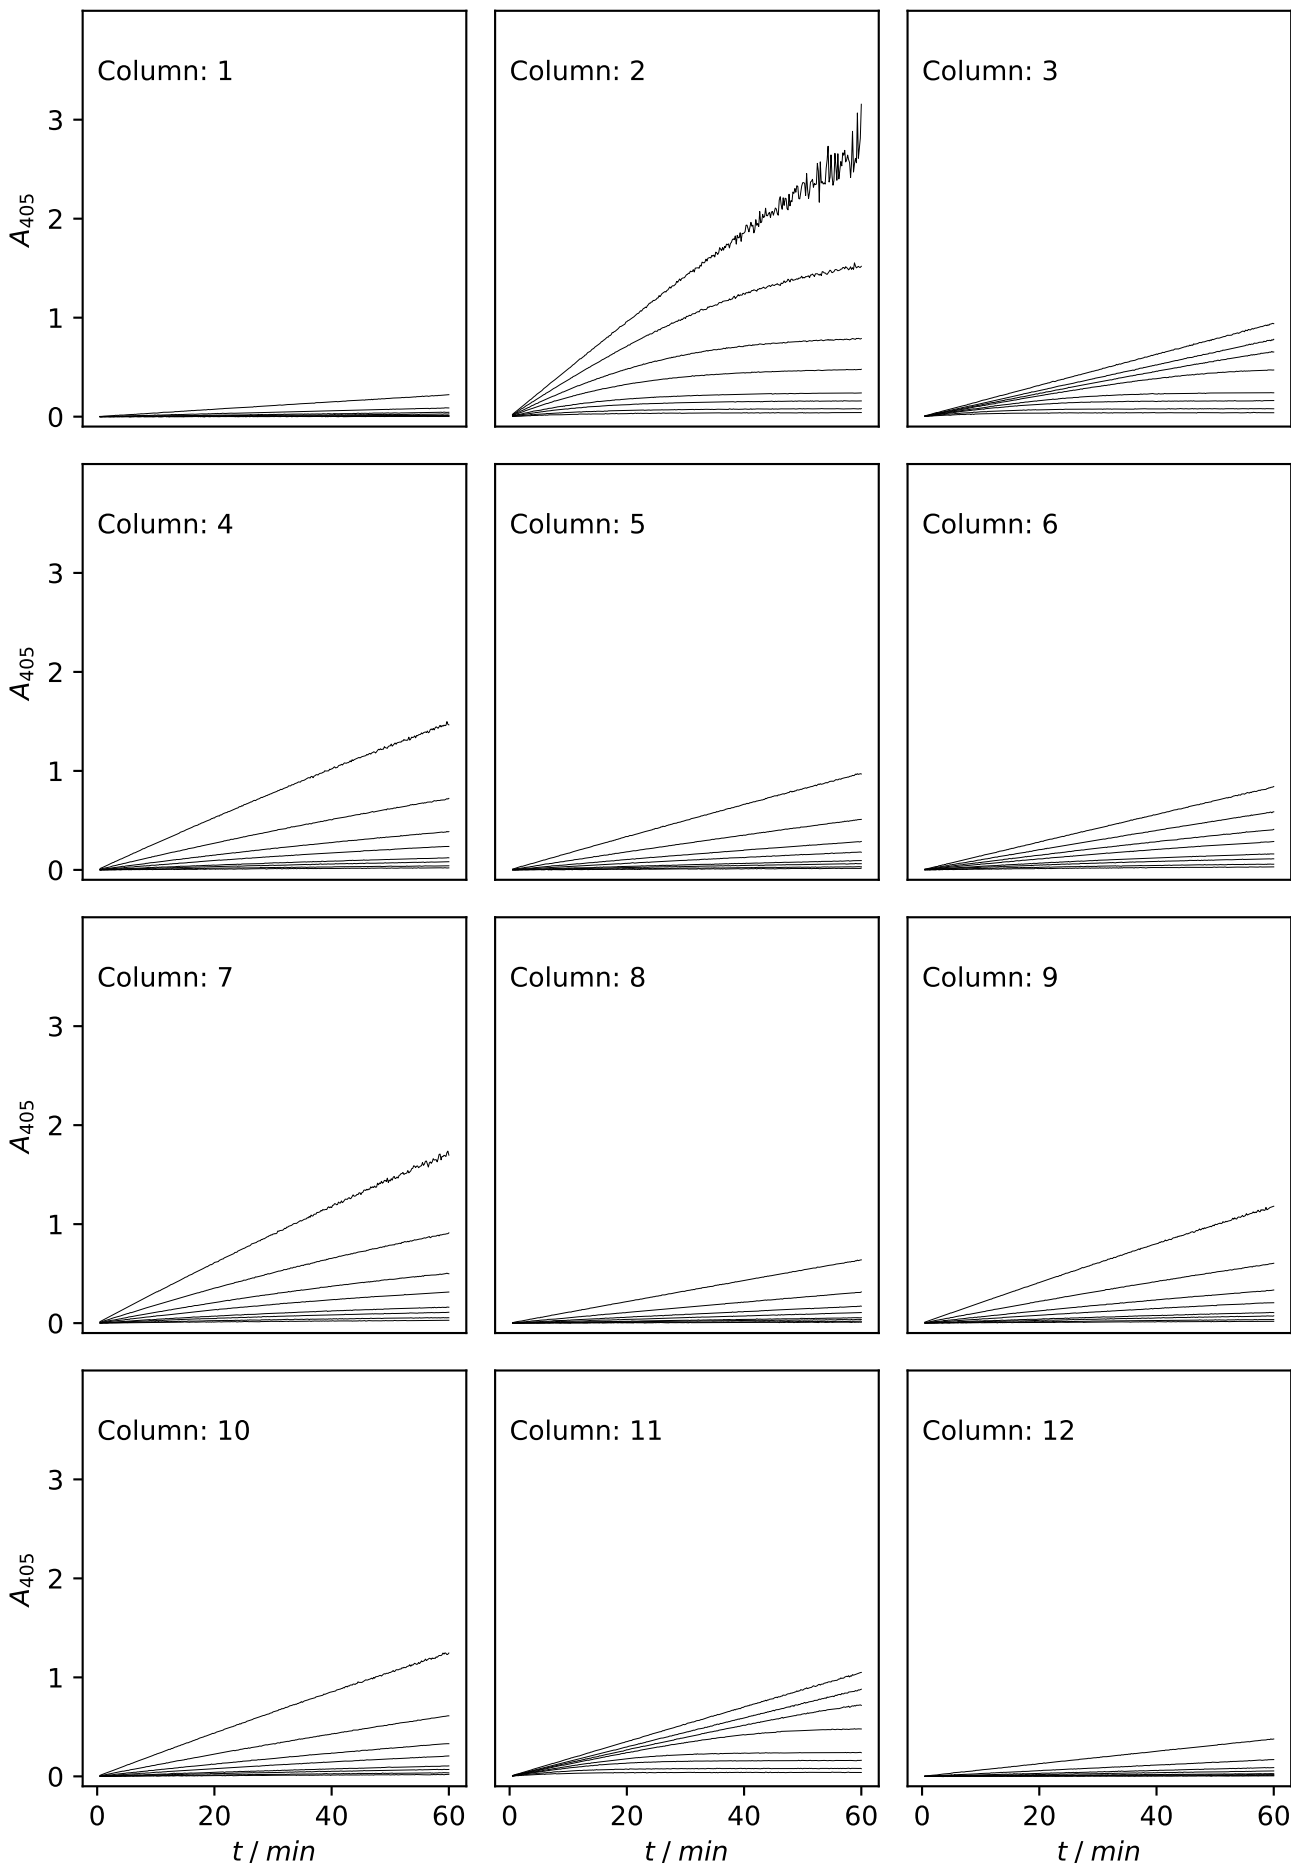 Column: 1
Column: 2
Column: 3
3
2
1
0
A405
Column: 4
Column: 5
Column: 6
3
2
1
0
A405
Column: 7
Column: 8
Column: 9
3
2
1
0
A405
Column: 10
Column: 11
Column: 12
3
2
1
0
A405
0 20 40 60 0 20 40 60 0 20 40 60
t / min t / min t / min